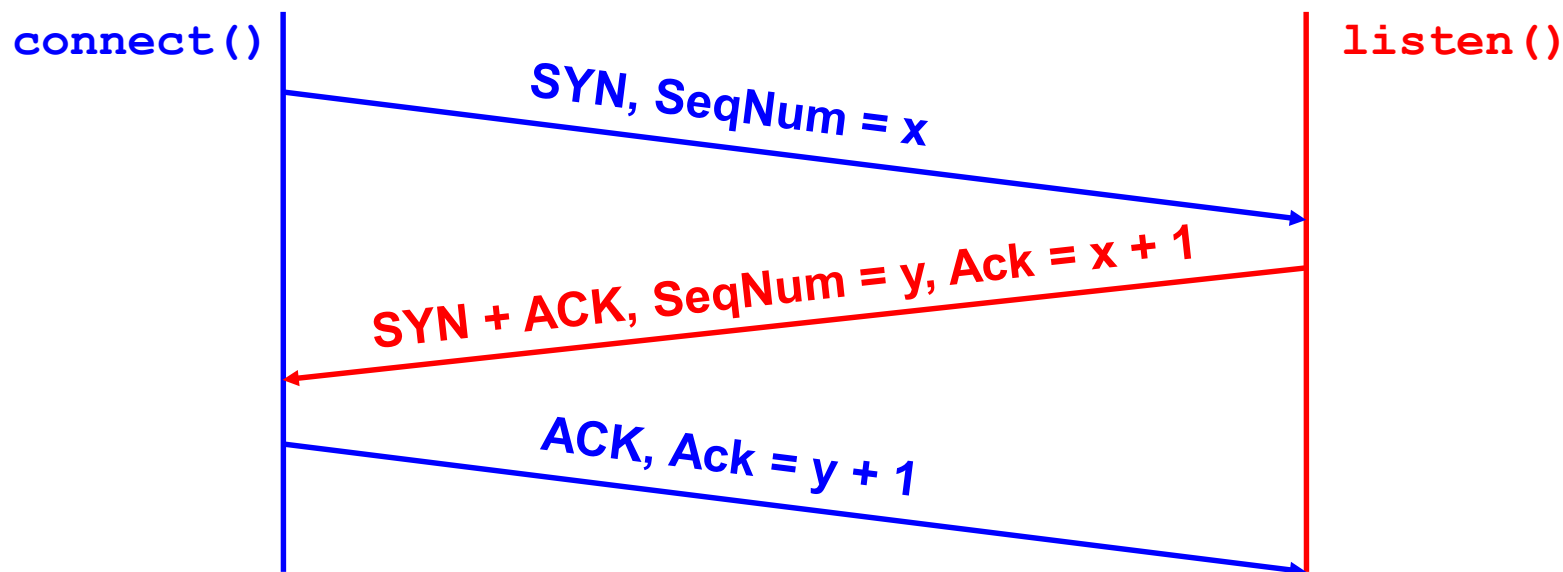 connect()
listen()
SYN, SeqNum = x
SYN + ACK, SeqNum = y, Ack = x + 1
ACK, Ack = y + 1